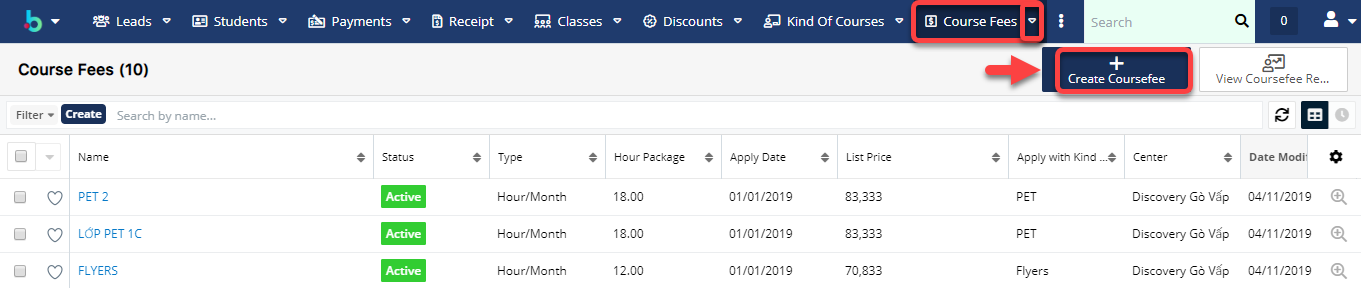 Leads Students Payments Receipt Classes Discounts Kind Of Courses Course Fees Search 0
Course Fees (10)
Create Coursefee
View Coursefee Re...
Filter Create Search by name...
Name Status Type Hour Package Apply Date List Price Apply with Kind ... Center Date Modif
PET 2 Active Hour/Month 18.00 01/01/2019 83,333 PET Discovery Gò Vấp 04/11/2019
LỚP PET 1C Active Hour/Month 18.00 01/01/2019 83,333 PET Discovery Gò Vấp 04/11/2019
FLYERS Active Hour/Month 12.00 01/01/2019 70,833 Flyers Discovery Gò Vấp 04/11/2019